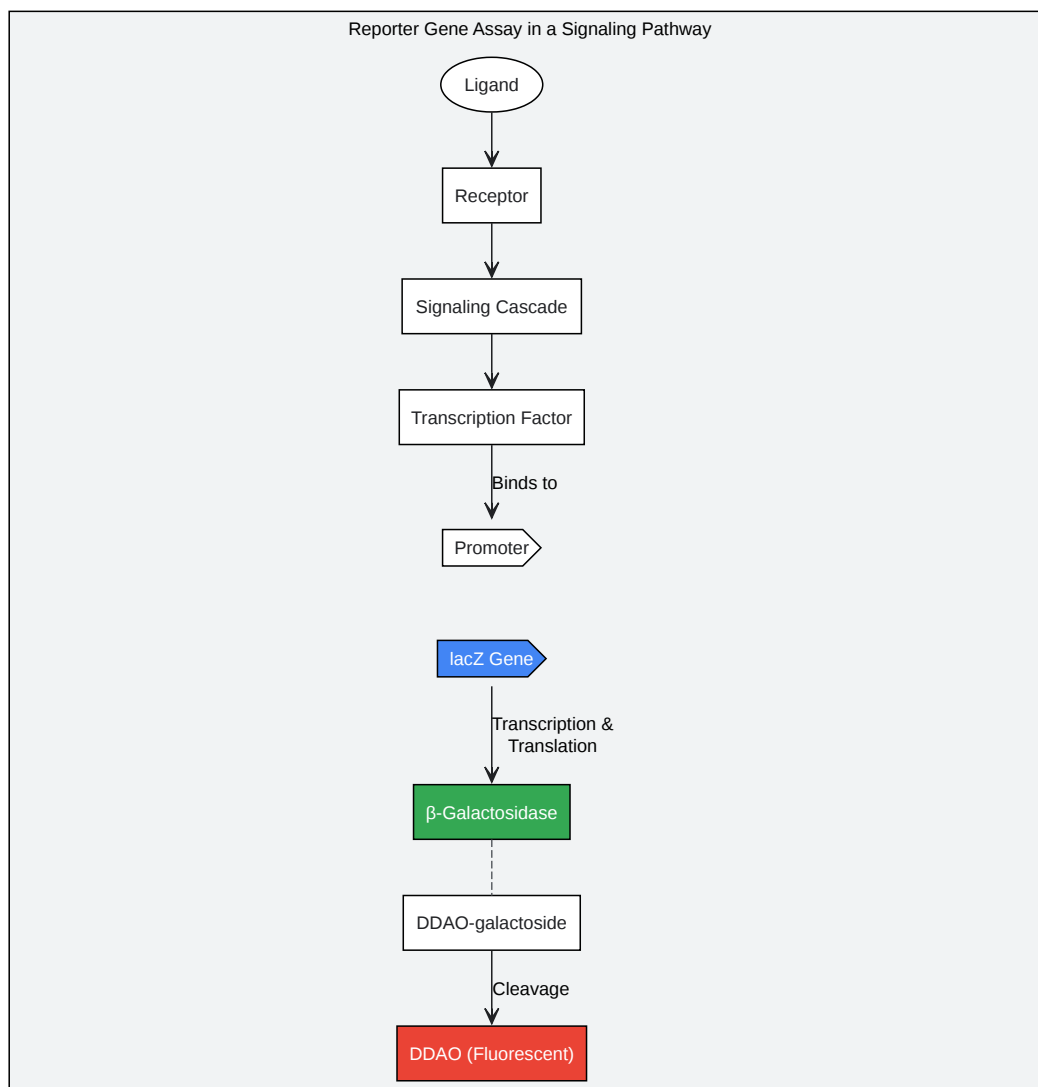 Reporter Gene Assay in a Signaling Pathway
Ligand
Receptor
Signaling Cascade
Transcription Factor
Binds to
Promoter
lacZ Gene
Transcription &
Translation
β-Galactosidase
DDAO-galactoside
Cleavage
DDAO (Fluorescent)